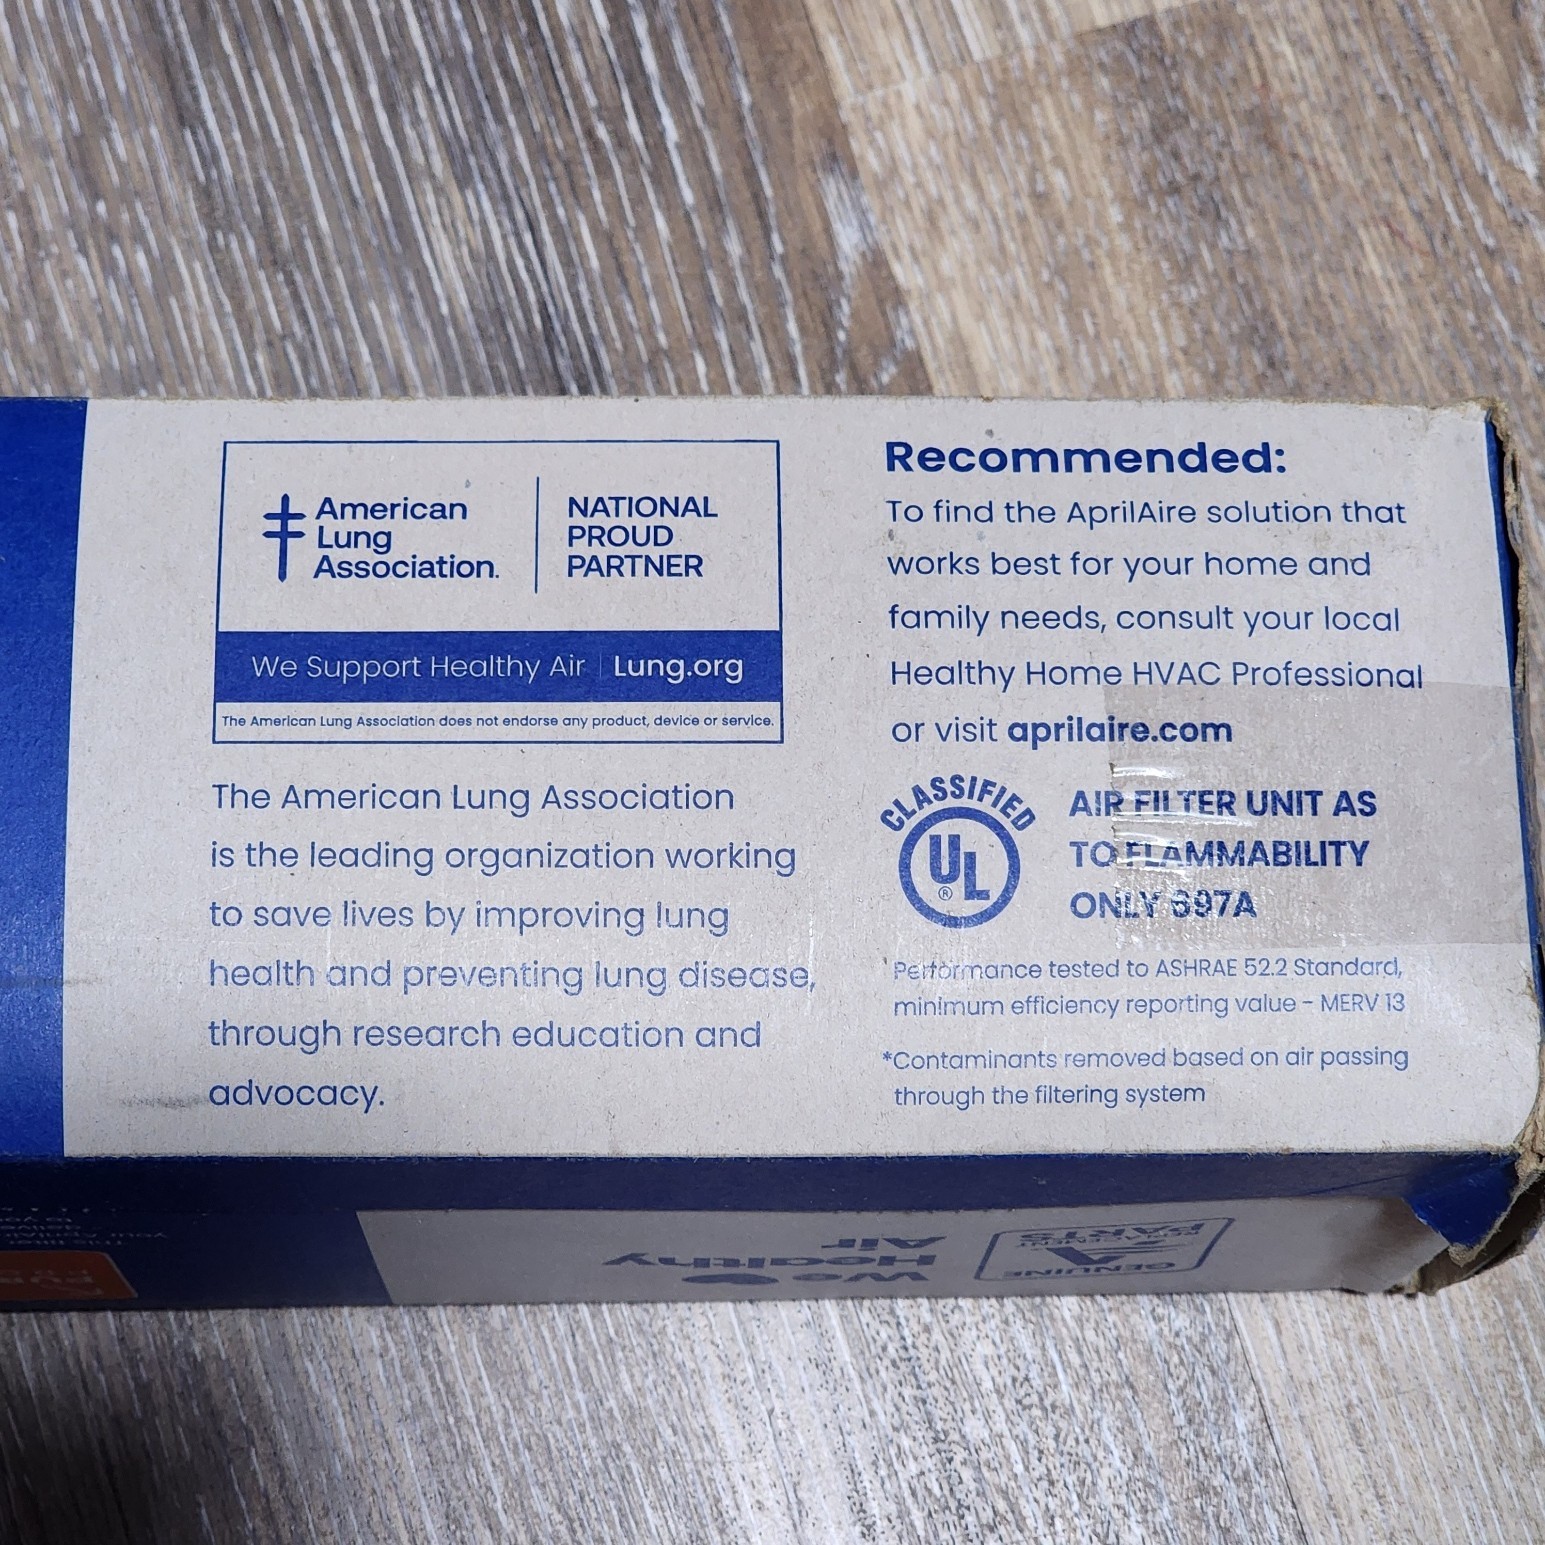 American
Lung
Association.
NATIONAL
PROUD
PARTNER
We Support Healthy Air | Lung.org
The American Lung Association does not endorse any product, device or service.
The American Lung Association
is the leading organization working
to save lives by improving lung
health and preventing lung disease,
through research education and
advocacy.
Recommended:
To find the AprilAire solution that
works best for your home and
family needs, consult your local
Healthy Home HVAC Professional
or visit aprilaire.com
CLASSIFIED
UL
®
AIR FILTER UNIT AS
TO FLAMMABILITY
ONLY 697A
Performance tested to ASHRAE 52.2 Standard,
minimum efficiency reporting value - MERV 13
*Contaminants removed based on air passing
through the filtering system
GENUINE
REPLACEMENT
PARTS
We
Healthy
Air